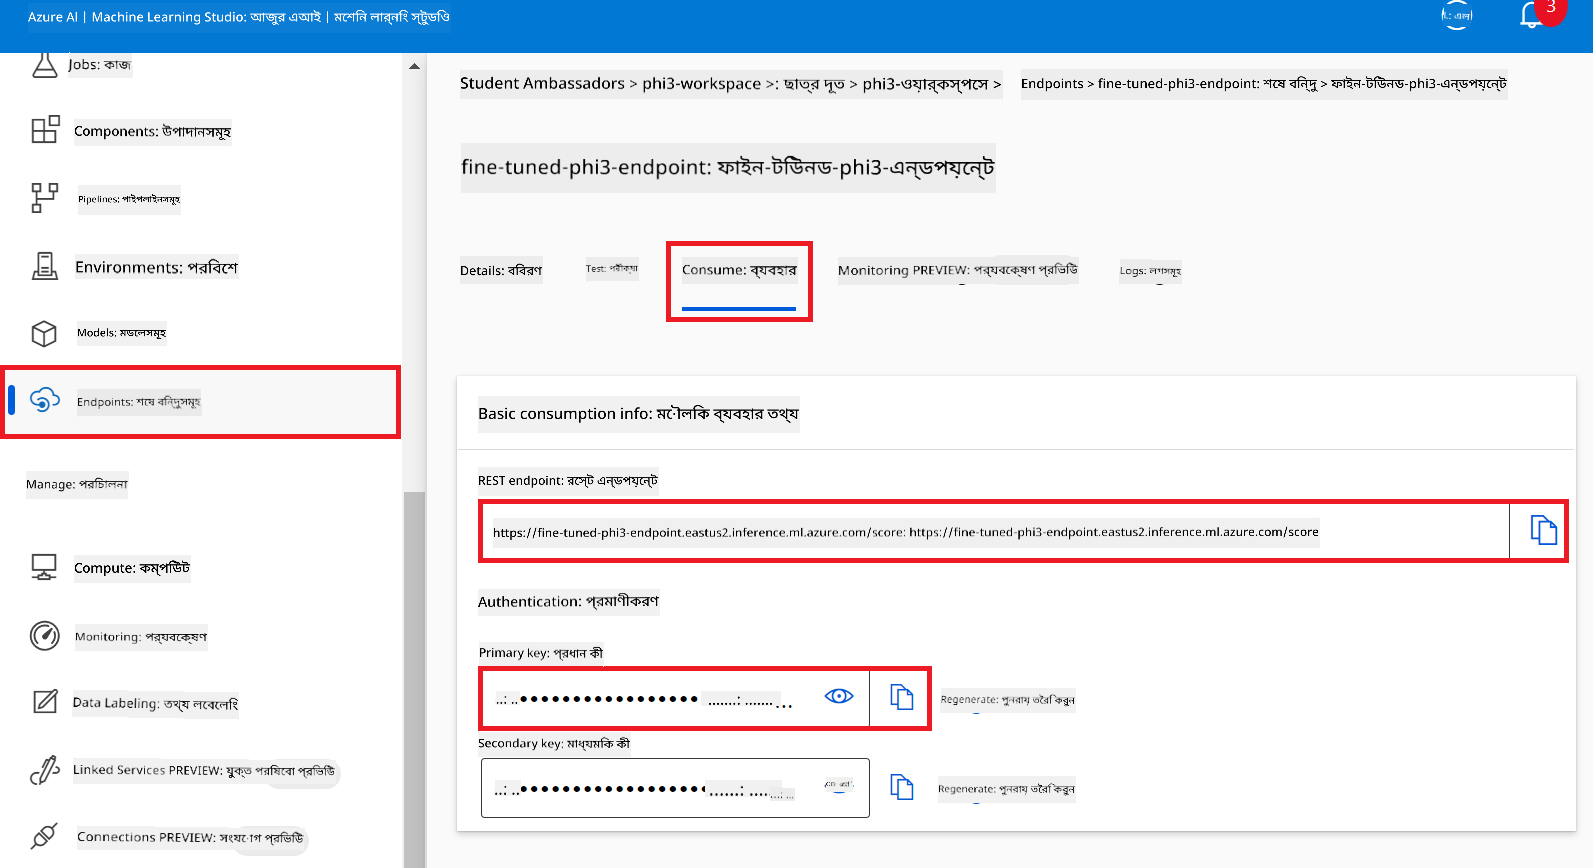 Azure AI | Machine Learning Studio: আজুর এআই | মেশিন লার্নিং স্টুডিও
3
Jobs: কাজ
Components: উপাদানসমূহ
Pipelines: পাইপলাইনসমূহ
Environments: পরিবেশ
Models: মডেলসমূহ
Endpoints: শেষ বিন্দুসমূহ
Manage: পরিচালনা
Compute: কম্পিউট
Monitoring: পর্যবেক্ষণ
Data Labeling: তথ্য লেবেলিং
Linked Services PREVIEW: যুক্ত পরিষেবা প্রিভিউ
Connections PREVIEW: সংযোগ প্রিভিউ
Student Ambassadors > phi3-workspace >: ছাত্র দূত > phi3-ওয়ার্কস্পেস >
Endpoints > fine-tuned-phi3-endpoint: শেষ বিন্দু > ফাইন-টিউনড-phi3-এন্ডপয়েন্ট
fine-tuned-phi3-endpoint: ফাইন-টিউনড-phi3-এন্ডপয়েন্ট
Details: বিবরণ
Test: পরীক্ষা
Consume: ব্যবহার
Monitoring PREVIEW: পর্যবেক্ষণ প্রিভিউ
Logs: লগসমূহ
Basic consumption info: মৌলিক ব্যবহার তথ্য
REST endpoint: রেস্ট এন্ডপয়েন্ট
https://fine-tuned-phi3-endpoint.eastus2.inference.ml.azure.com/score: https://fine-tuned-phi3-endpoint.eastus2.inference.ml.azure.com/score
Authentication: প্রমাণীকরণ
Primary key: প্রধান কী
Regenerate: পুনরায় তৈরি করুন
Secondary key: মাধ্যমিক কী
Regenerate: পুনরায় তৈরি করুন